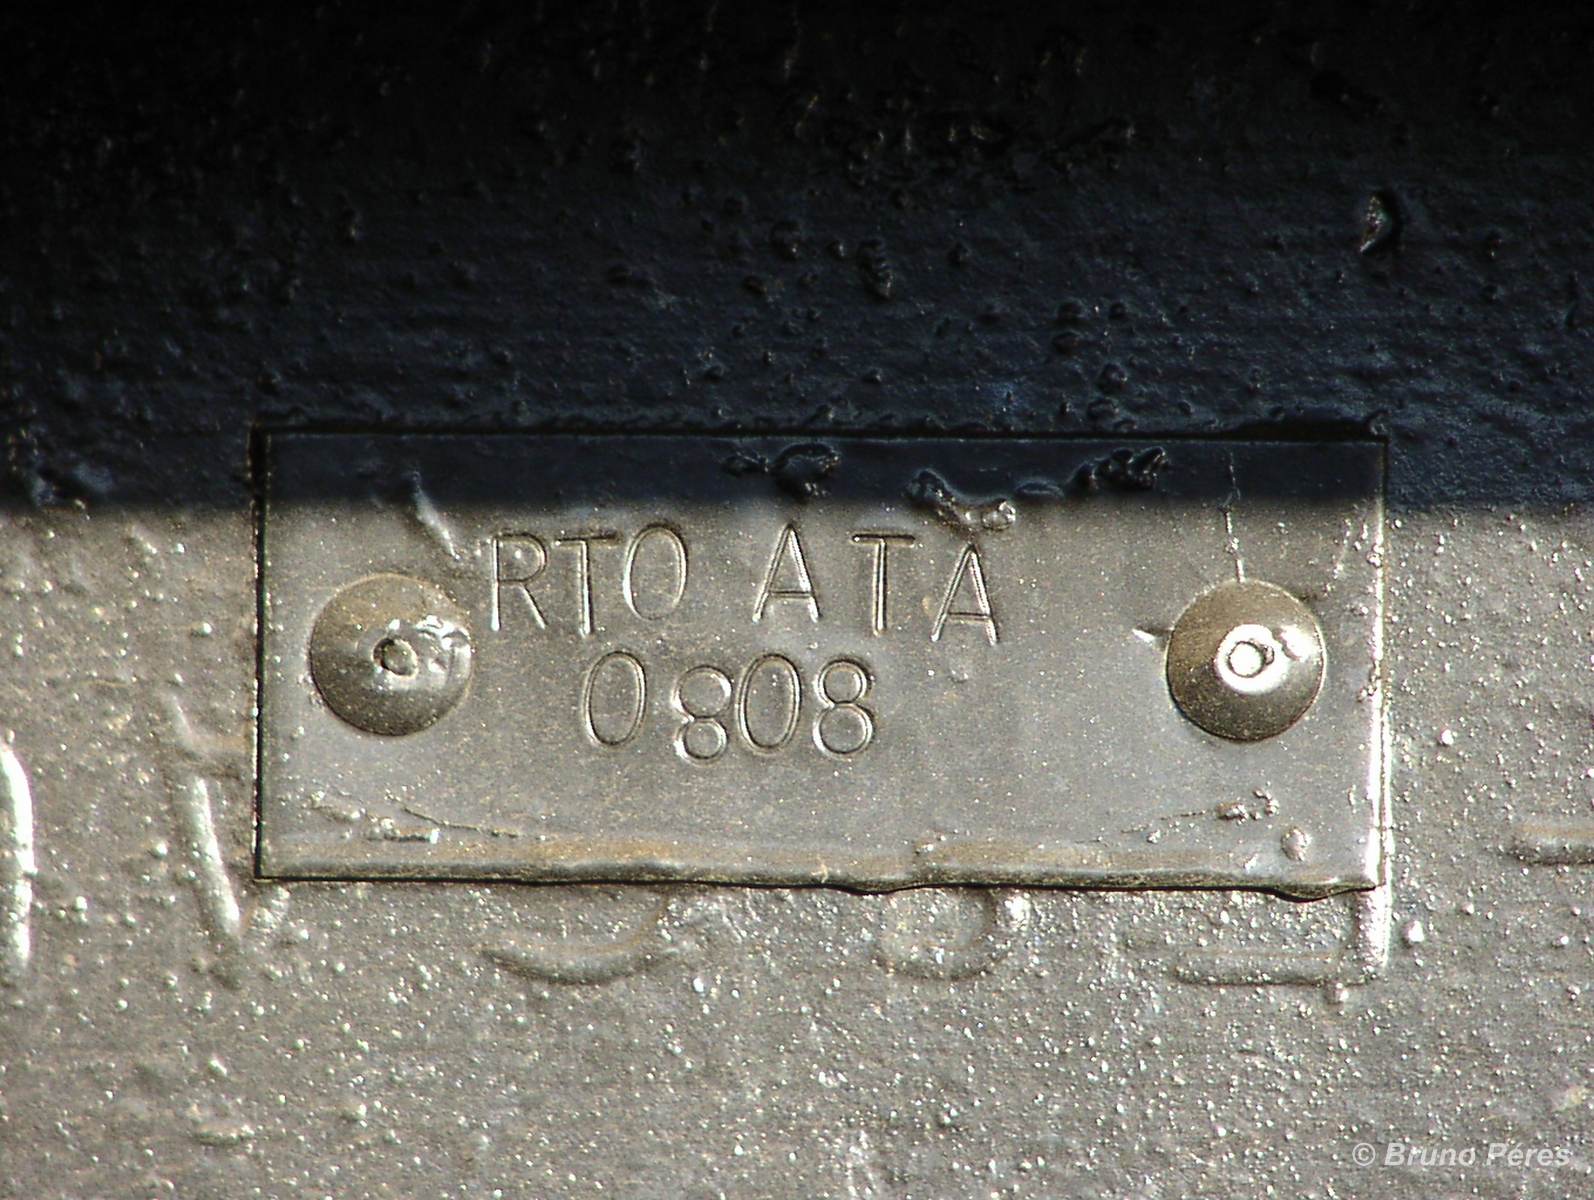 RTO ATA
0808
© Bruno Peres